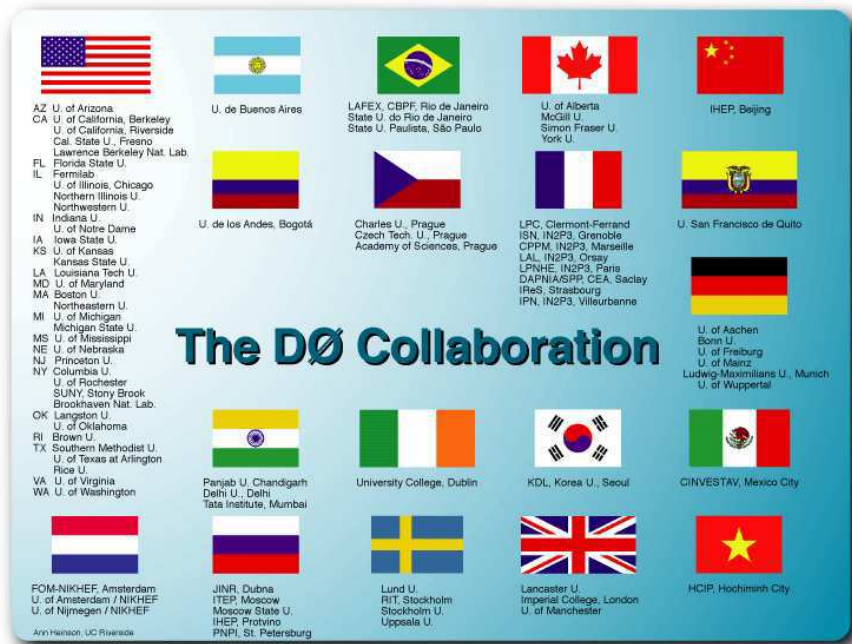 AZ U. of Arizona
CA U. of California, Berkeley
U. of California, Riverside
Cal. State U., Fresno
Lawrence Berkeley Nat. Lab.
FL Florida State U.
IL Fermilab
U. of Illinois, Chicago
Northern Illinois U.
Northwestern U.
IN Indiana U.
U. of Notre Dame
IA Iowa State U.
KS U. of Kansas
Kansas State U.
LA Louisiana Tech U.
MD U. of Maryland
MA Boston U.
Northeastern U.
MI U. of Michigan
Michigan State U.
MS U. of Mississippi
NE U. of Nebraska
NJ Princeton U.
NY Columbia U.
U. of Rochester
SUNY, Stony Brook
Brookhaven Nat. Lab.
OK Langston U.
U. of Oklahoma
RI Brown U.
TX Southern Methodist U.
U. of Texas at Arlington
Rice U.
VA U. of Virginia
WA U. of Washington
U. de Buenos Aires
LAFEX, CBPF, Rio de Janeiro
State U. do Rio de Janeiro
State U. Paulista, São Paulo
U. of Alberta
McGill U.
Simon Fraser U.
York U.
IHEP, Beijing
U. de los Andes, Bogotá
Charles U., Prague
Czech Tech. U., Prague
Academy of Sciences, Prague
LPC, Clermont-Ferrand
ISN, IN2P3, Grenoble
CPPM, IN2P3, Marseille
LAL, IN2P3, Orsay
LPNHE, IN2P3, Paris
DAPNIA/SPP, CEA, Saclay
IReS, Strasbourg
IPN, IN2P3, Villeurbanne
U. San Francisco de Quito
U. of Aachen
Bonn U.
U. of Freiburg
U. of Mainz
Ludwig-Maximilians U., Munich
U. of Wuppertal
The DØ Collaboration
Panjab U. Chandigarh
Delhi U., Delhi
Tata Institute, Mumbai
University College, Dublin
KDL, Korea U., Seoul
CINVESTAV, Mexico City
FOM-NIKHEF, Amsterdam
U. of Amsterdam / NIKHEF
U. of Nijmegen / NIKHEF
JINR, Dubna
ITEP, Moscow
Moscow State U.
IHEP, Protvino
PNPI, St. Petersburg
Lund U.
RIT, Stockholm
Stockholm U.
Uppsala U.
Lancaster U.
Imperial College, London
U. of Manchester
HCIP, Hochiminh City
Ann Heinson, UC Riverside